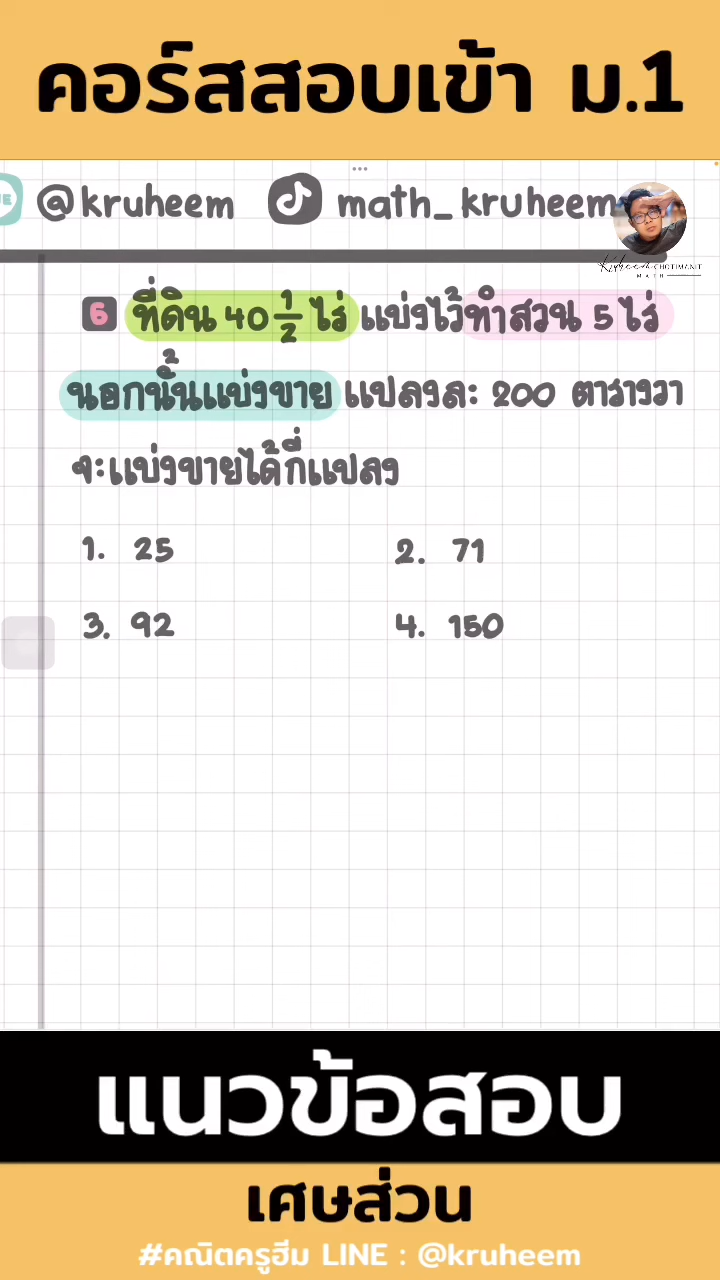 คอร์สสอบเข้า ม.1
@kruheem math_kruheem
CHOTIMANIT
MATH
6 ที่ดิน 40 1/2 ไร่ แบ่งไว้ทำสวน 5 ไร่
นอกนั้นแบ่งขาย แปลงละ 200 ตารางวา
จะแบ่งขายได้กี่แปลง
1. 25 2. 71
3. 92 4. 150
แนวข้อสอบ
เศษส่วน
#คณิตครูฮีม LINE : @kruheem